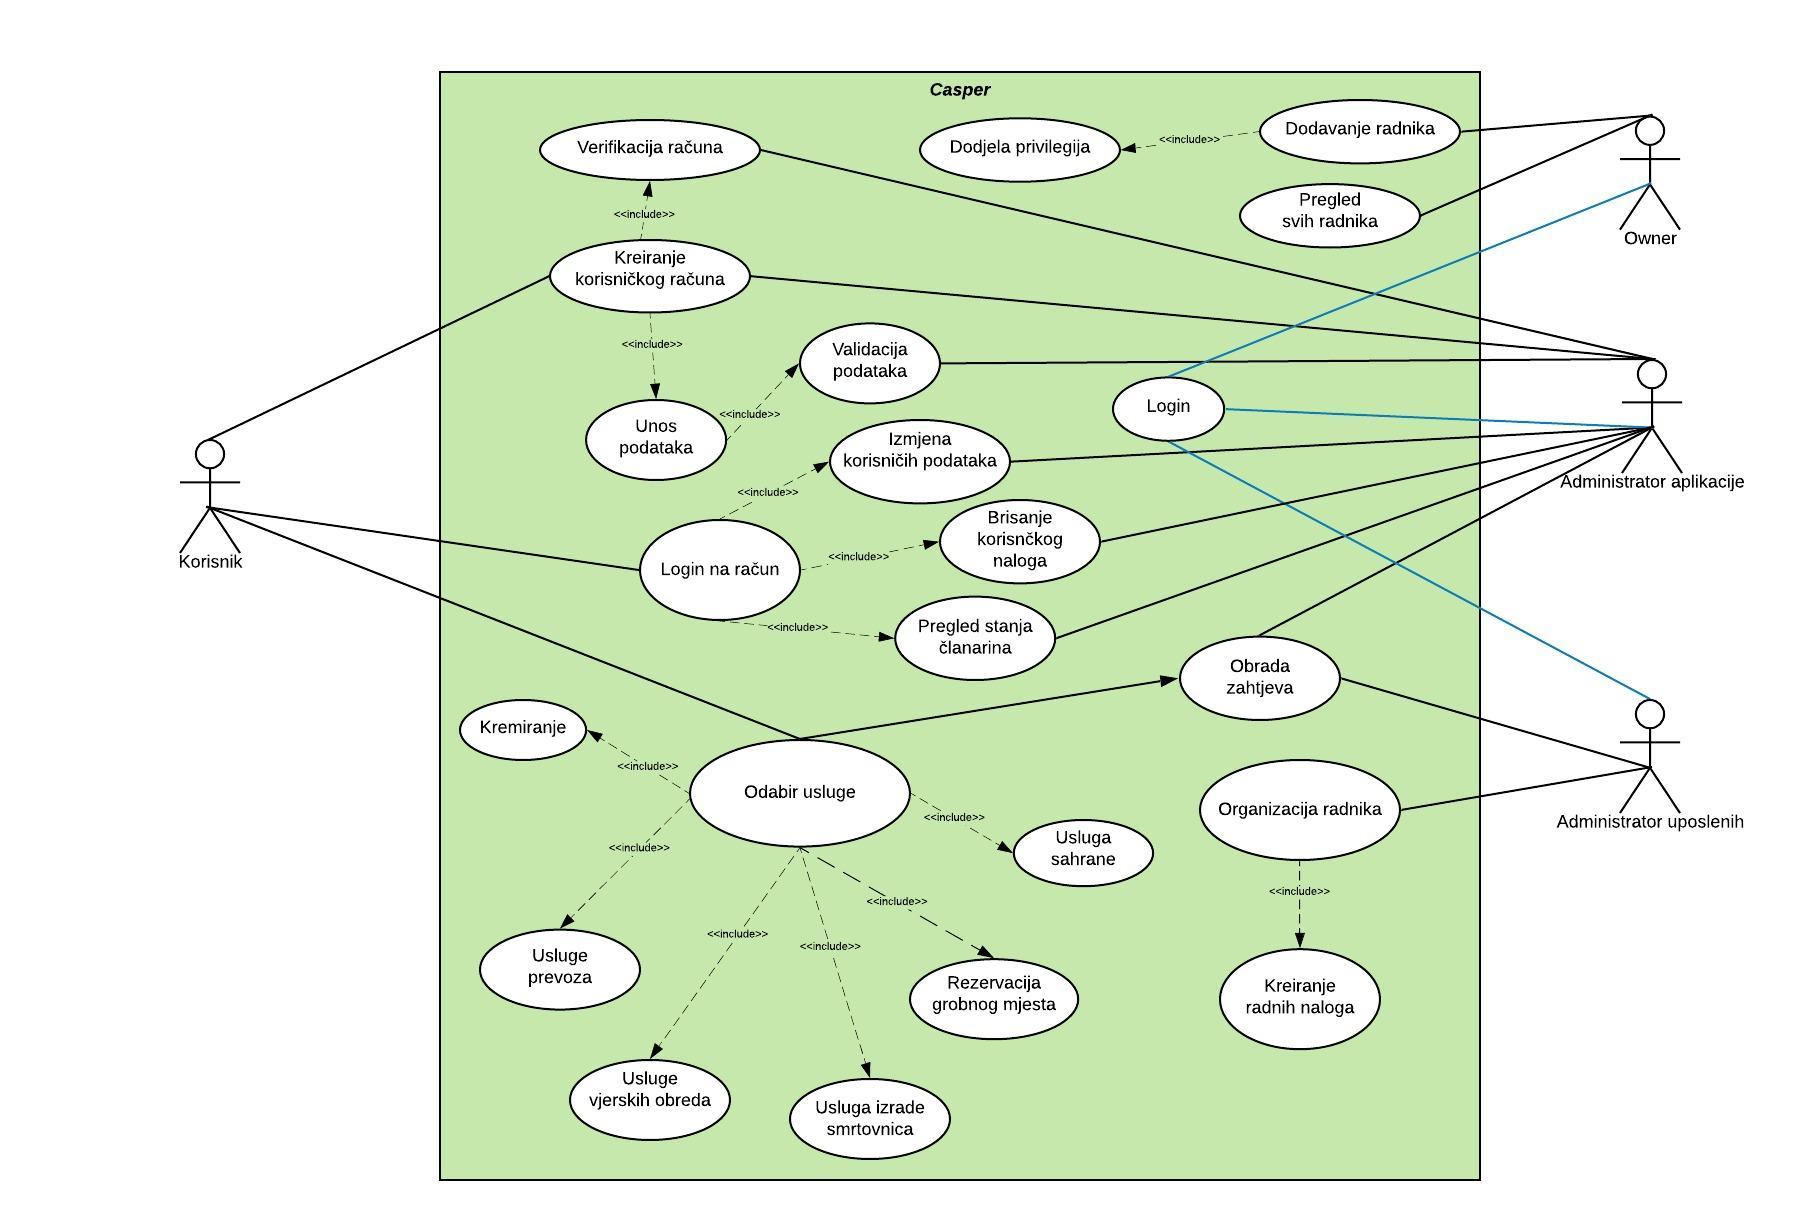 Casper
Verifikacija računa
Dodjela privilegija
<<include>>
Dodavanje radnika
Pregled
svih radnika
Owner
<<include>>
Kreiranje
korisničkog računa
<<include>>
Validacija
podataka
Unos
podataka
<<include>>
Login
Izmjena
korisničih podataka
Administrator aplikacije
<<include>>
Brisanje
korisnčkog
naloga
Korisnik
Login na račun
<<include>>
<<include>>
Pregled stanja
članarina
Obrada
zahtjeva
Kremiranje
<<include>>
Odabir usluge
<<include>>
Organizacija radnika
Administrator uposlenih
<<include>>
Usluga
sahrane
<<include>>
<<include>>
<<include>>
<<include>>
Usluge
prevoza
Rezervacija
grobnog mjesta
Kreiranje
radnih naloga
Usluge
vjerskih obreda
Usluga izrade
smrtovnica